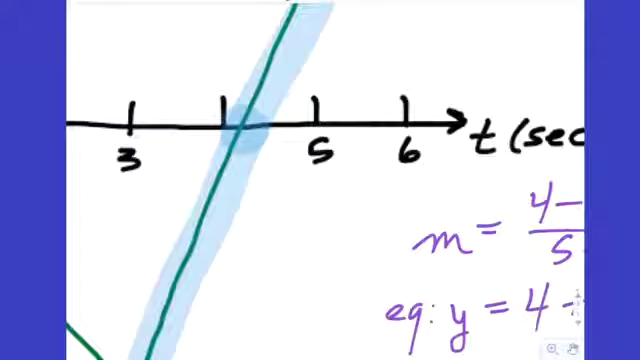 3 5 6 t (sec
m = 4 -
5
eq: y = 4 -